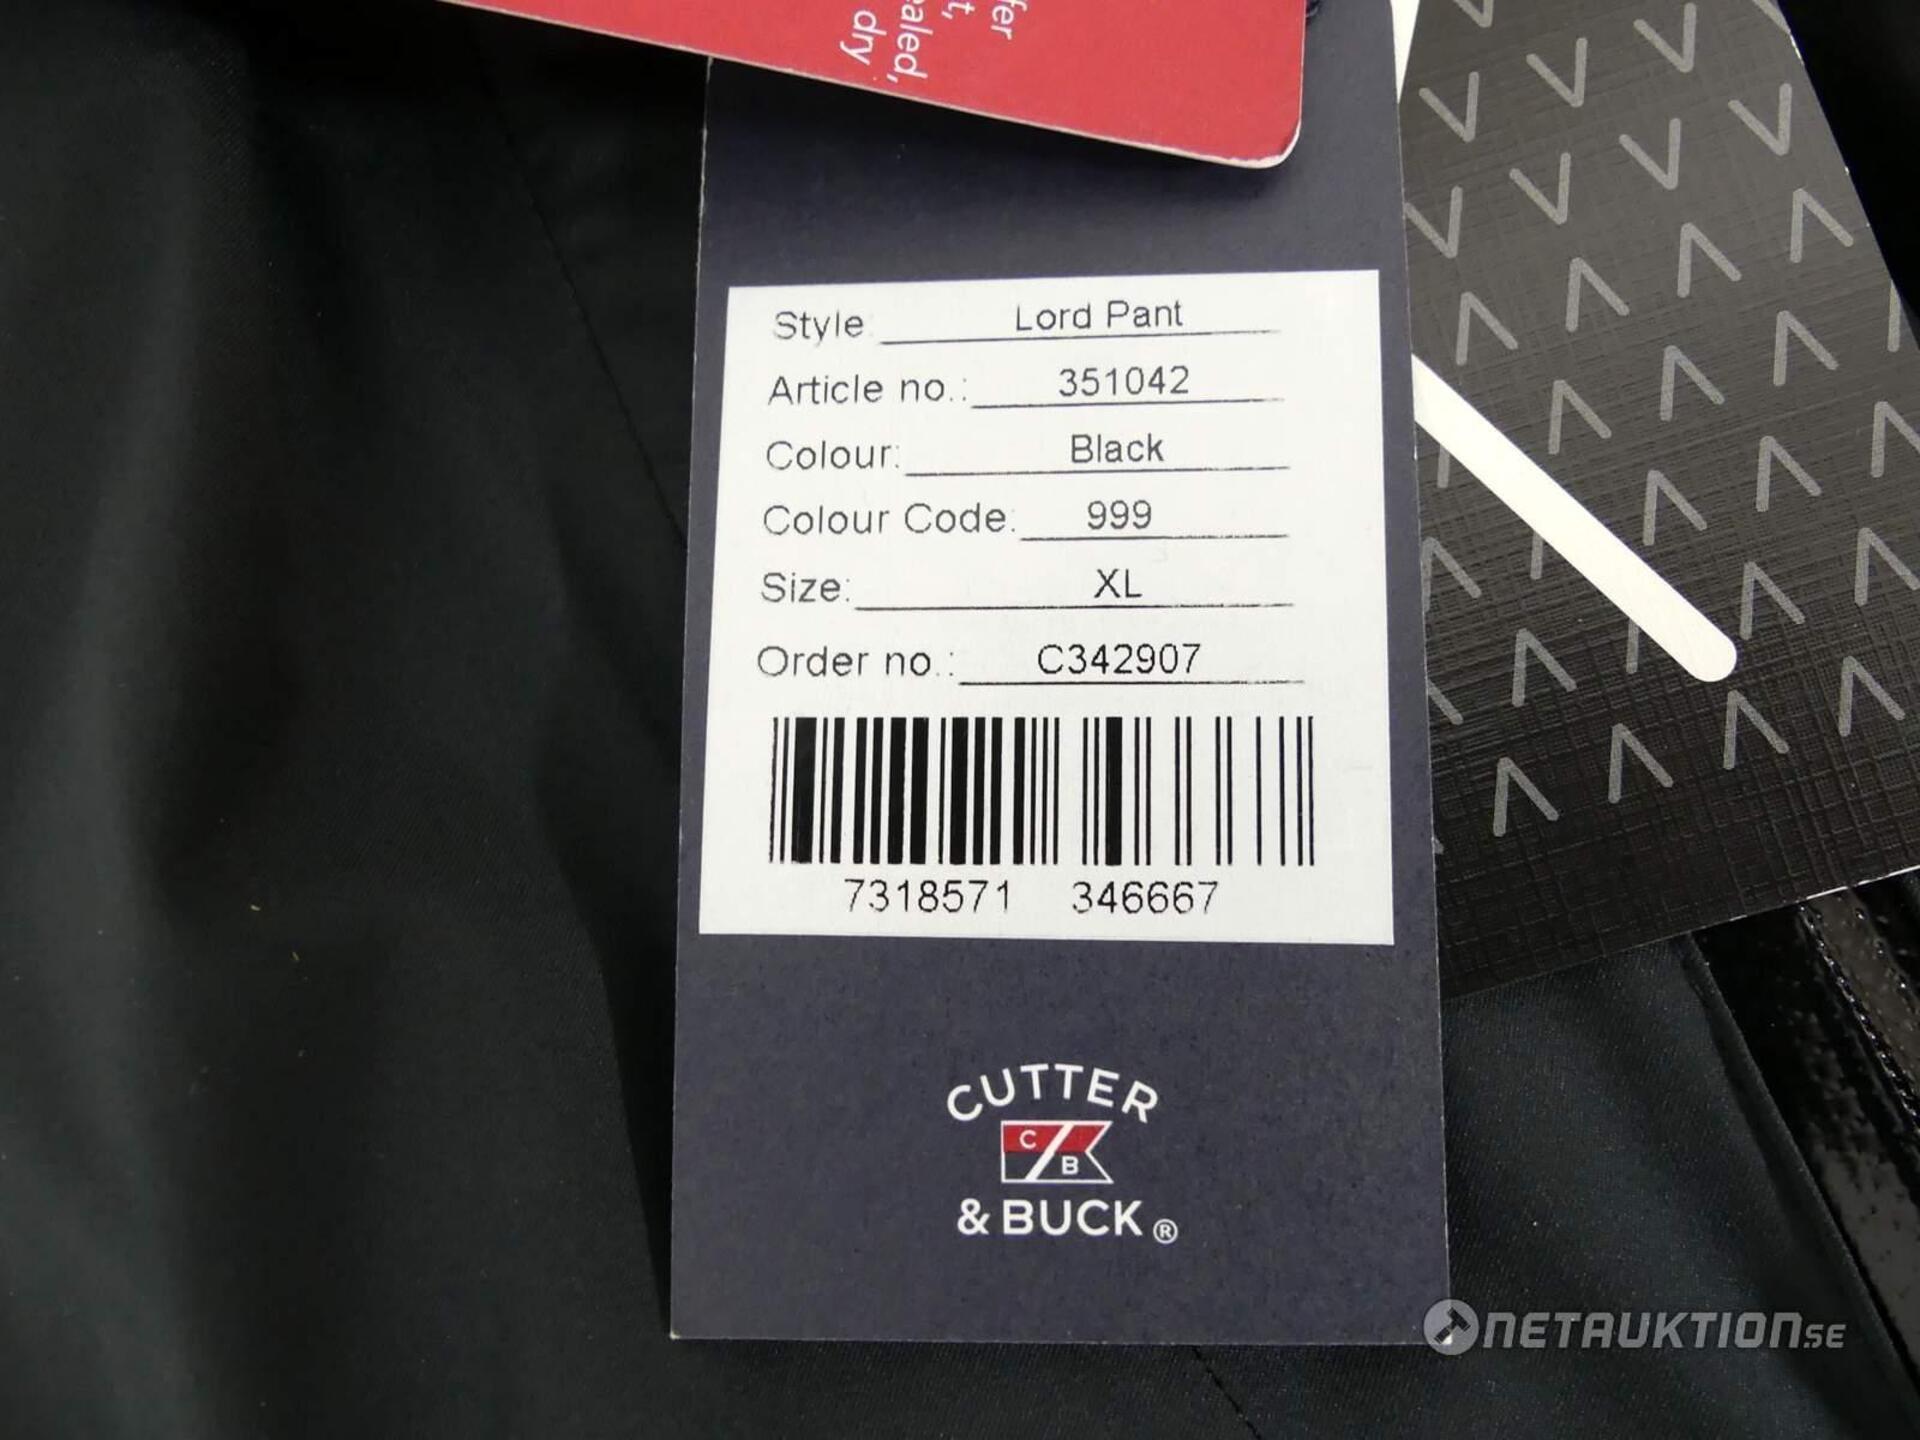 fer
t,
ealed,
dry
Style: Lord Pant
Article no.: 351042
Colour: Black
Colour Code: 999
Size: XL
Order no.: C342907
7318571 346667
CUTTER
C
B
& BUCK®
NETAUKTION.SE